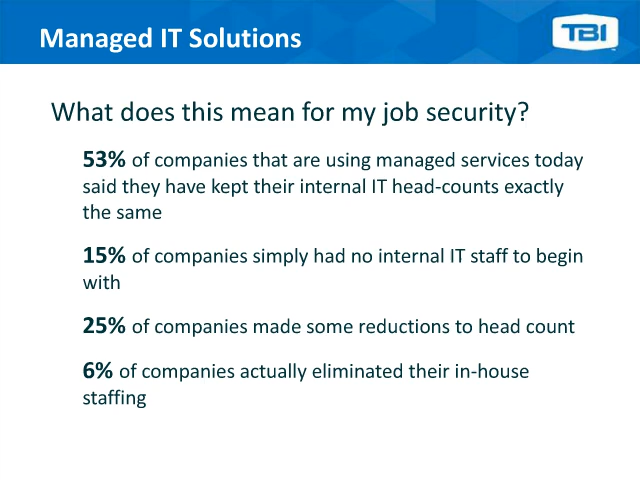 Managed IT Solutions
TBI
What does this mean for my job security?
53% of companies that are using managed services today
said they have kept their internal IT head-counts exactly
the same
15% of companies simply had no internal IT staff to begin
with
25% of companies made some reductions to head count
6% of companies actually eliminated their in-house
staffing